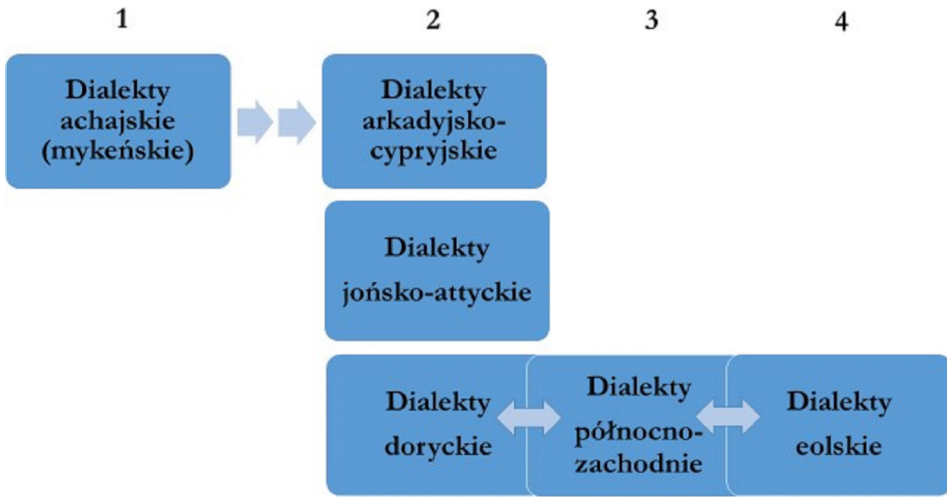 1 2 3 4
Dialekty
achajskie
(mykeńskie)
Dialekty
arkadyjsko-
cypryjskie
Dialekty
jońsko-attyckie
Dialekty
doryckie
Dialekty
północno-
zachodnie
Dialekty
eolskie